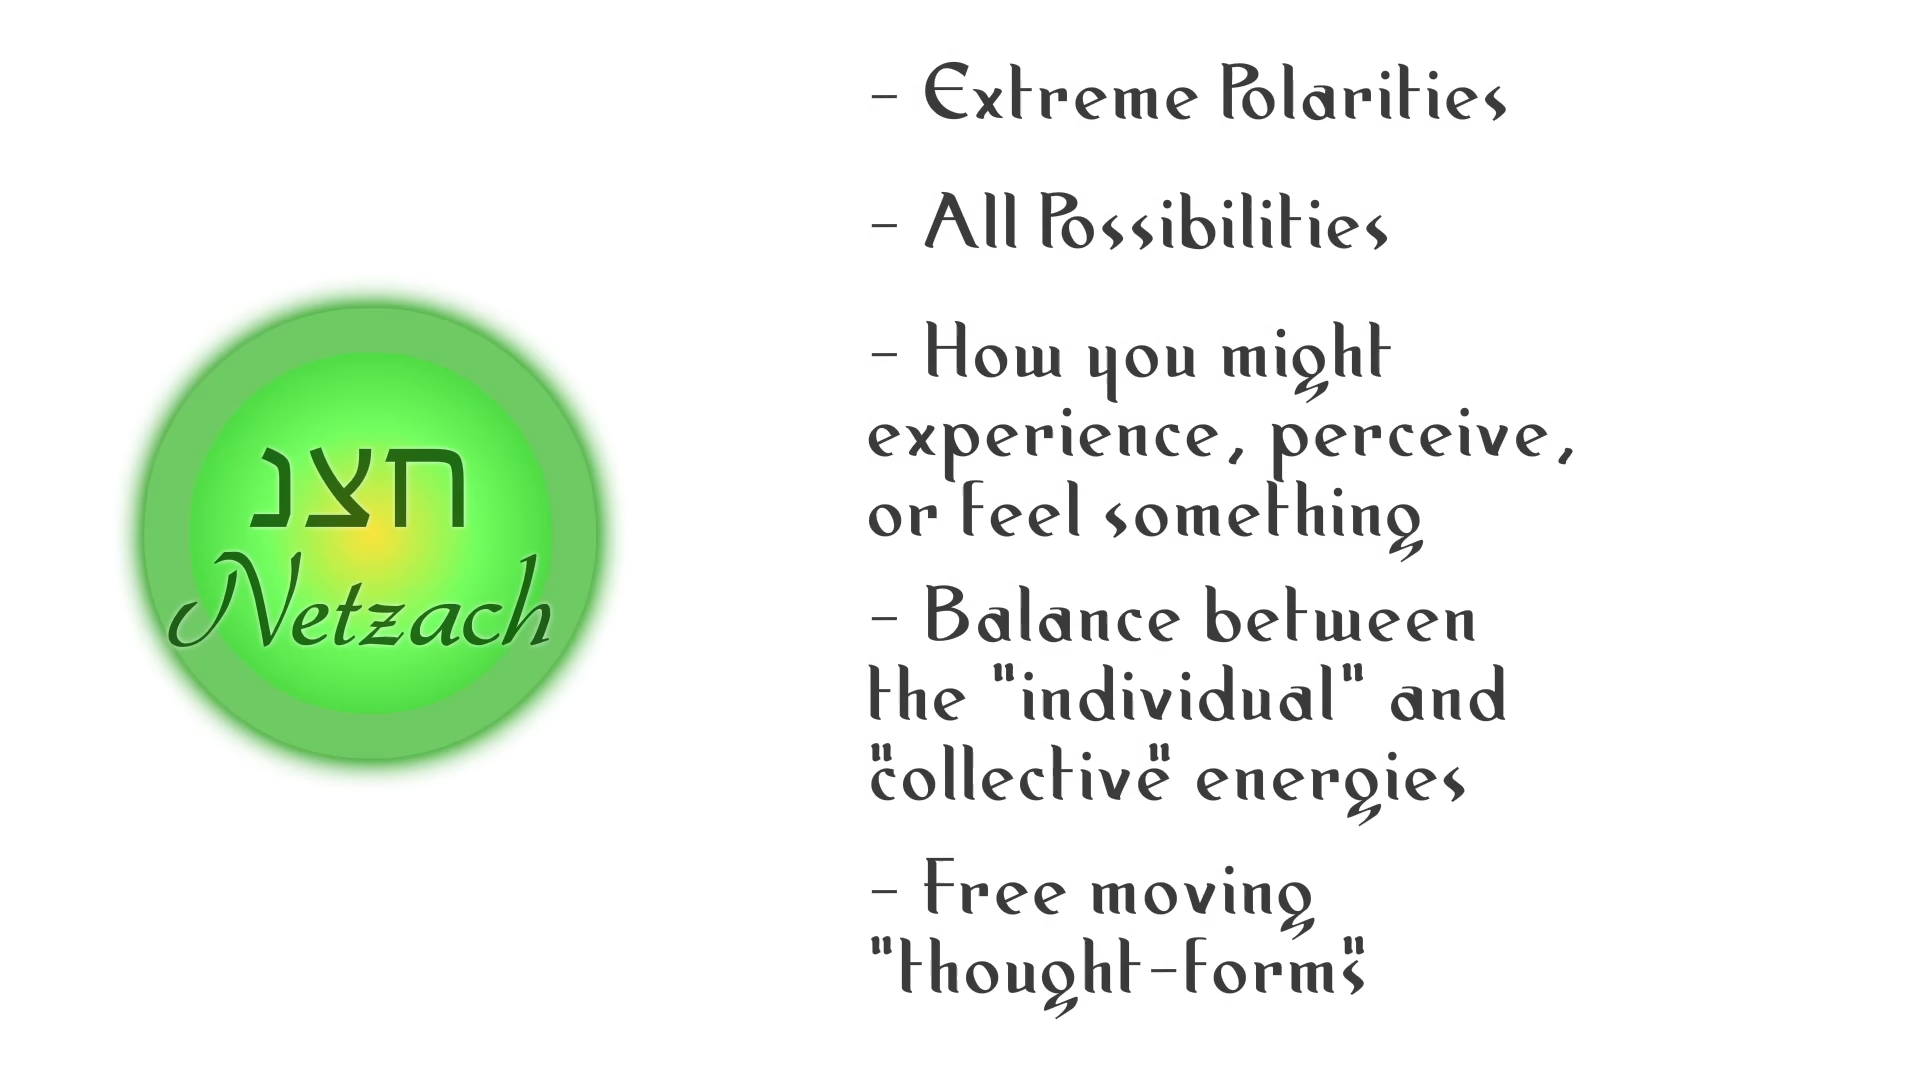 חצנ
Netzach
- Extreme Polarities
- All Possibilities
- How you might
experience, perceive,
or feel something
- Balance between
the "individual" and
"collective" energies
- Free moving
"thought-forms"